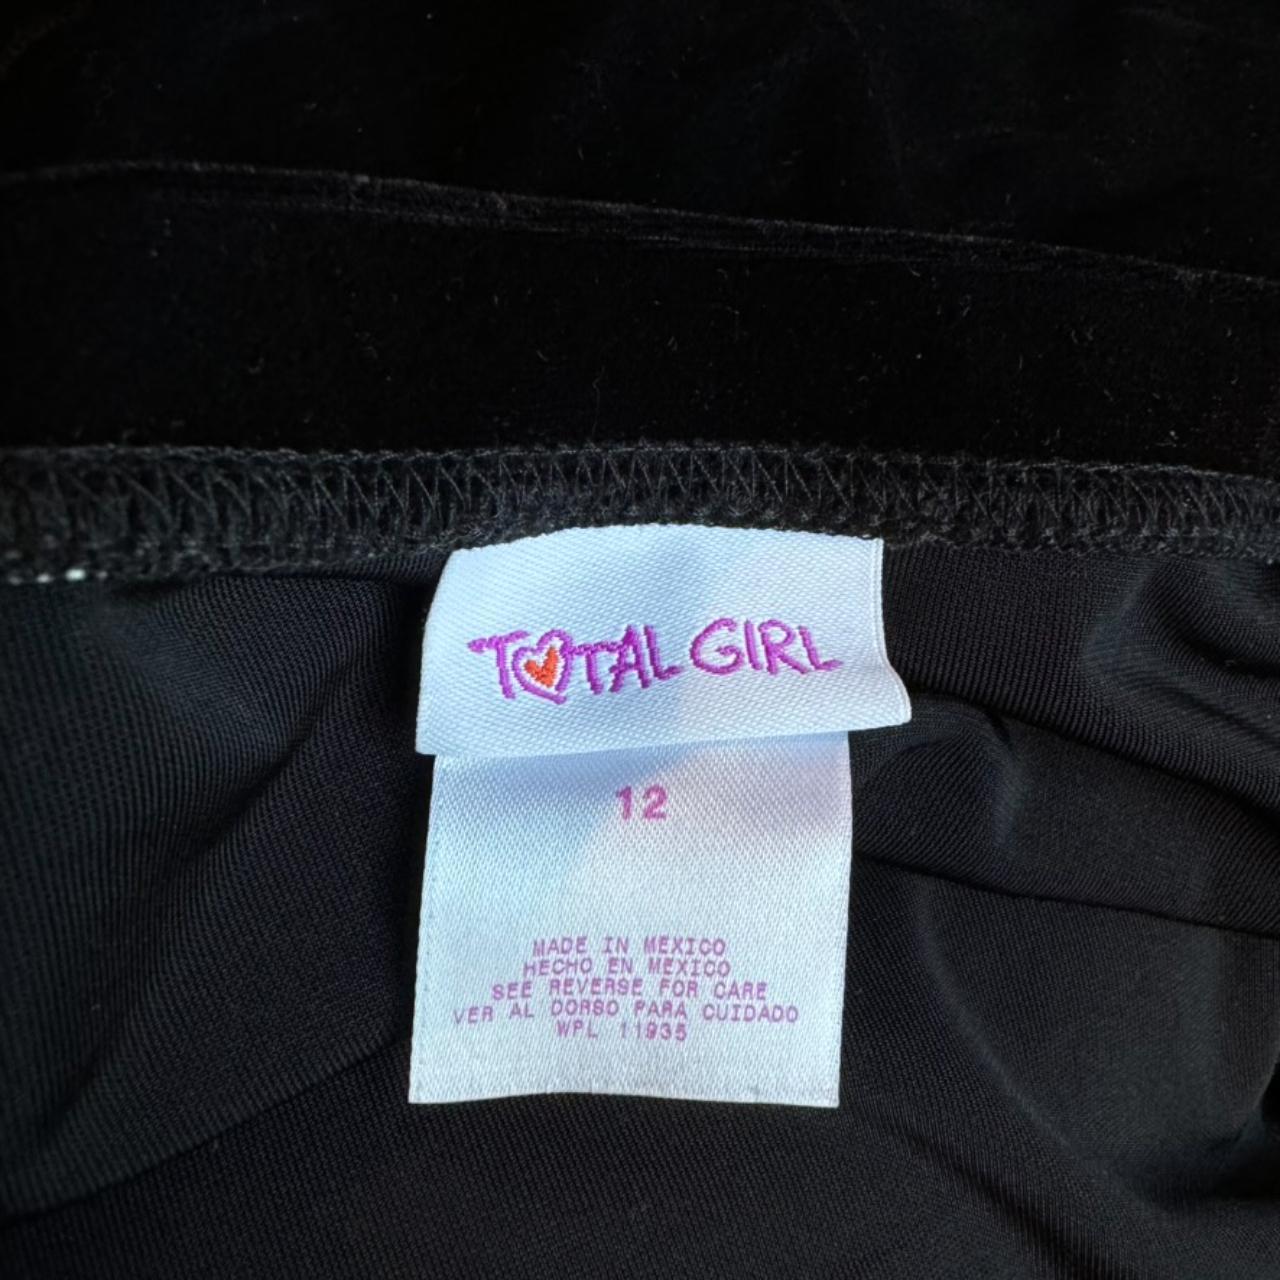 TOTAL GIRL
12
MADE IN MEXICO
HECHO EN MEXICO
SEE REVERSE FOR CARE
VER AL DORSO PARA CUIDADO
WPL 11935